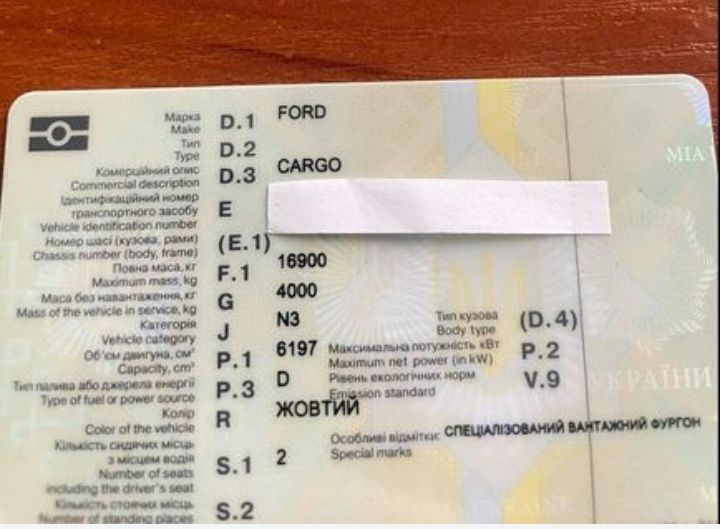 Марка D.1 FORD
Make
Тип D.2
Type
Комерційний опис D.3 CARGO
Commercial description
Ідентифікаційний номер
транспортного засобу E
Vehicle identification number
Номер шасі (кузова, рами) (E.1)
Chassis number (body, frame)
Повна маса, кг F.1 16900
Maximum mass, kg
Маса без навантаження, кг G 4000
Mass of the vehicle in service, kg
Категорія J N3 Тип кузова (D.4)
Vehicle category Body type
Об'єм двигуна, см³ P.1 6197 Максимальна потужність кВт P.2
Capacity, cm³ Maximum net power (in kW)
Тип палива або джерела енергії P.3 D Рівень екологічних норм V.9
Type of fuel or power source Emission standard
Колір R ЖОВТИЙ
Color of the vehicle
Особливі відмітки: СПЕЦІАЛІЗОВАНИЙ ВАНТАЖНИЙ ФУРГОН
Special marks
Кількість сидячих місць
з місцем водія S.1 2
Number of seats
including the driver's seat
Кількість стоячих місць S.2
Number of standing places
МІА
УКРАЇНИ